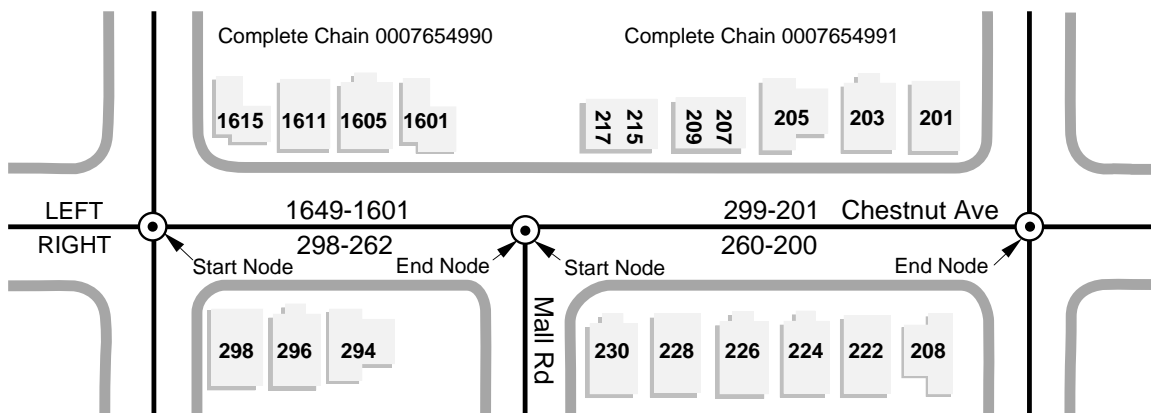 Complete Chain 0007654990
Complete Chain 0007654991
1615 1611 1605 1601
217 215 209 207 205 203 201
LEFT 1649-1601 299-201 Chestnut Ave
RIGHT 298-262 260-200
Start Node End Node Start Node End Node
Mall Rd
298 296 294
230 228 226 224 222 208